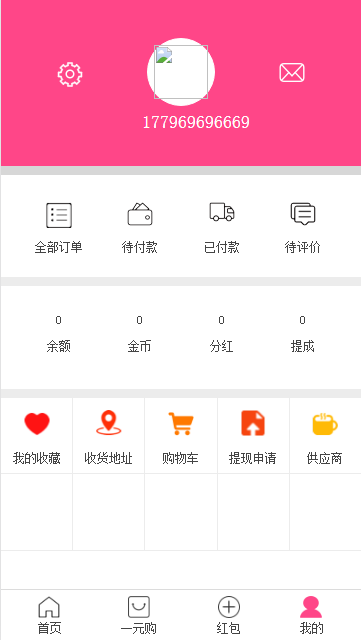 177969696669
全部订单 待付款 已付款 待评价
0 0 0 0
余额 金币 分红 提成
我的收藏 收货地址 购物车 提现申请 供应商
首页 一元购 红包 我的